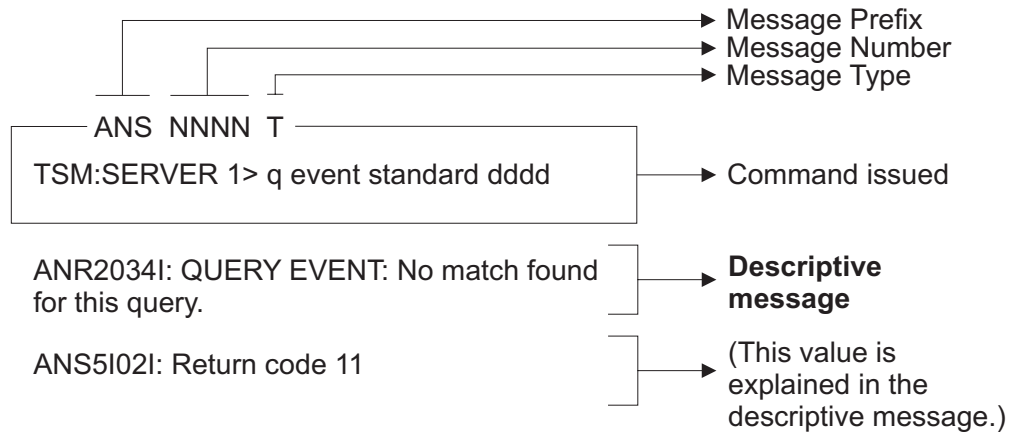 Message Prefix
Message Number
Message Type
ANS NNNN T
TSM:SERVER 1> q event standard dddd
Command issued
ANR2034I: QUERY EVENT: No match found
for this query.
Descriptive
message
ANS5I02I: Return code 11
(This value is
explained in the
descriptive message.)